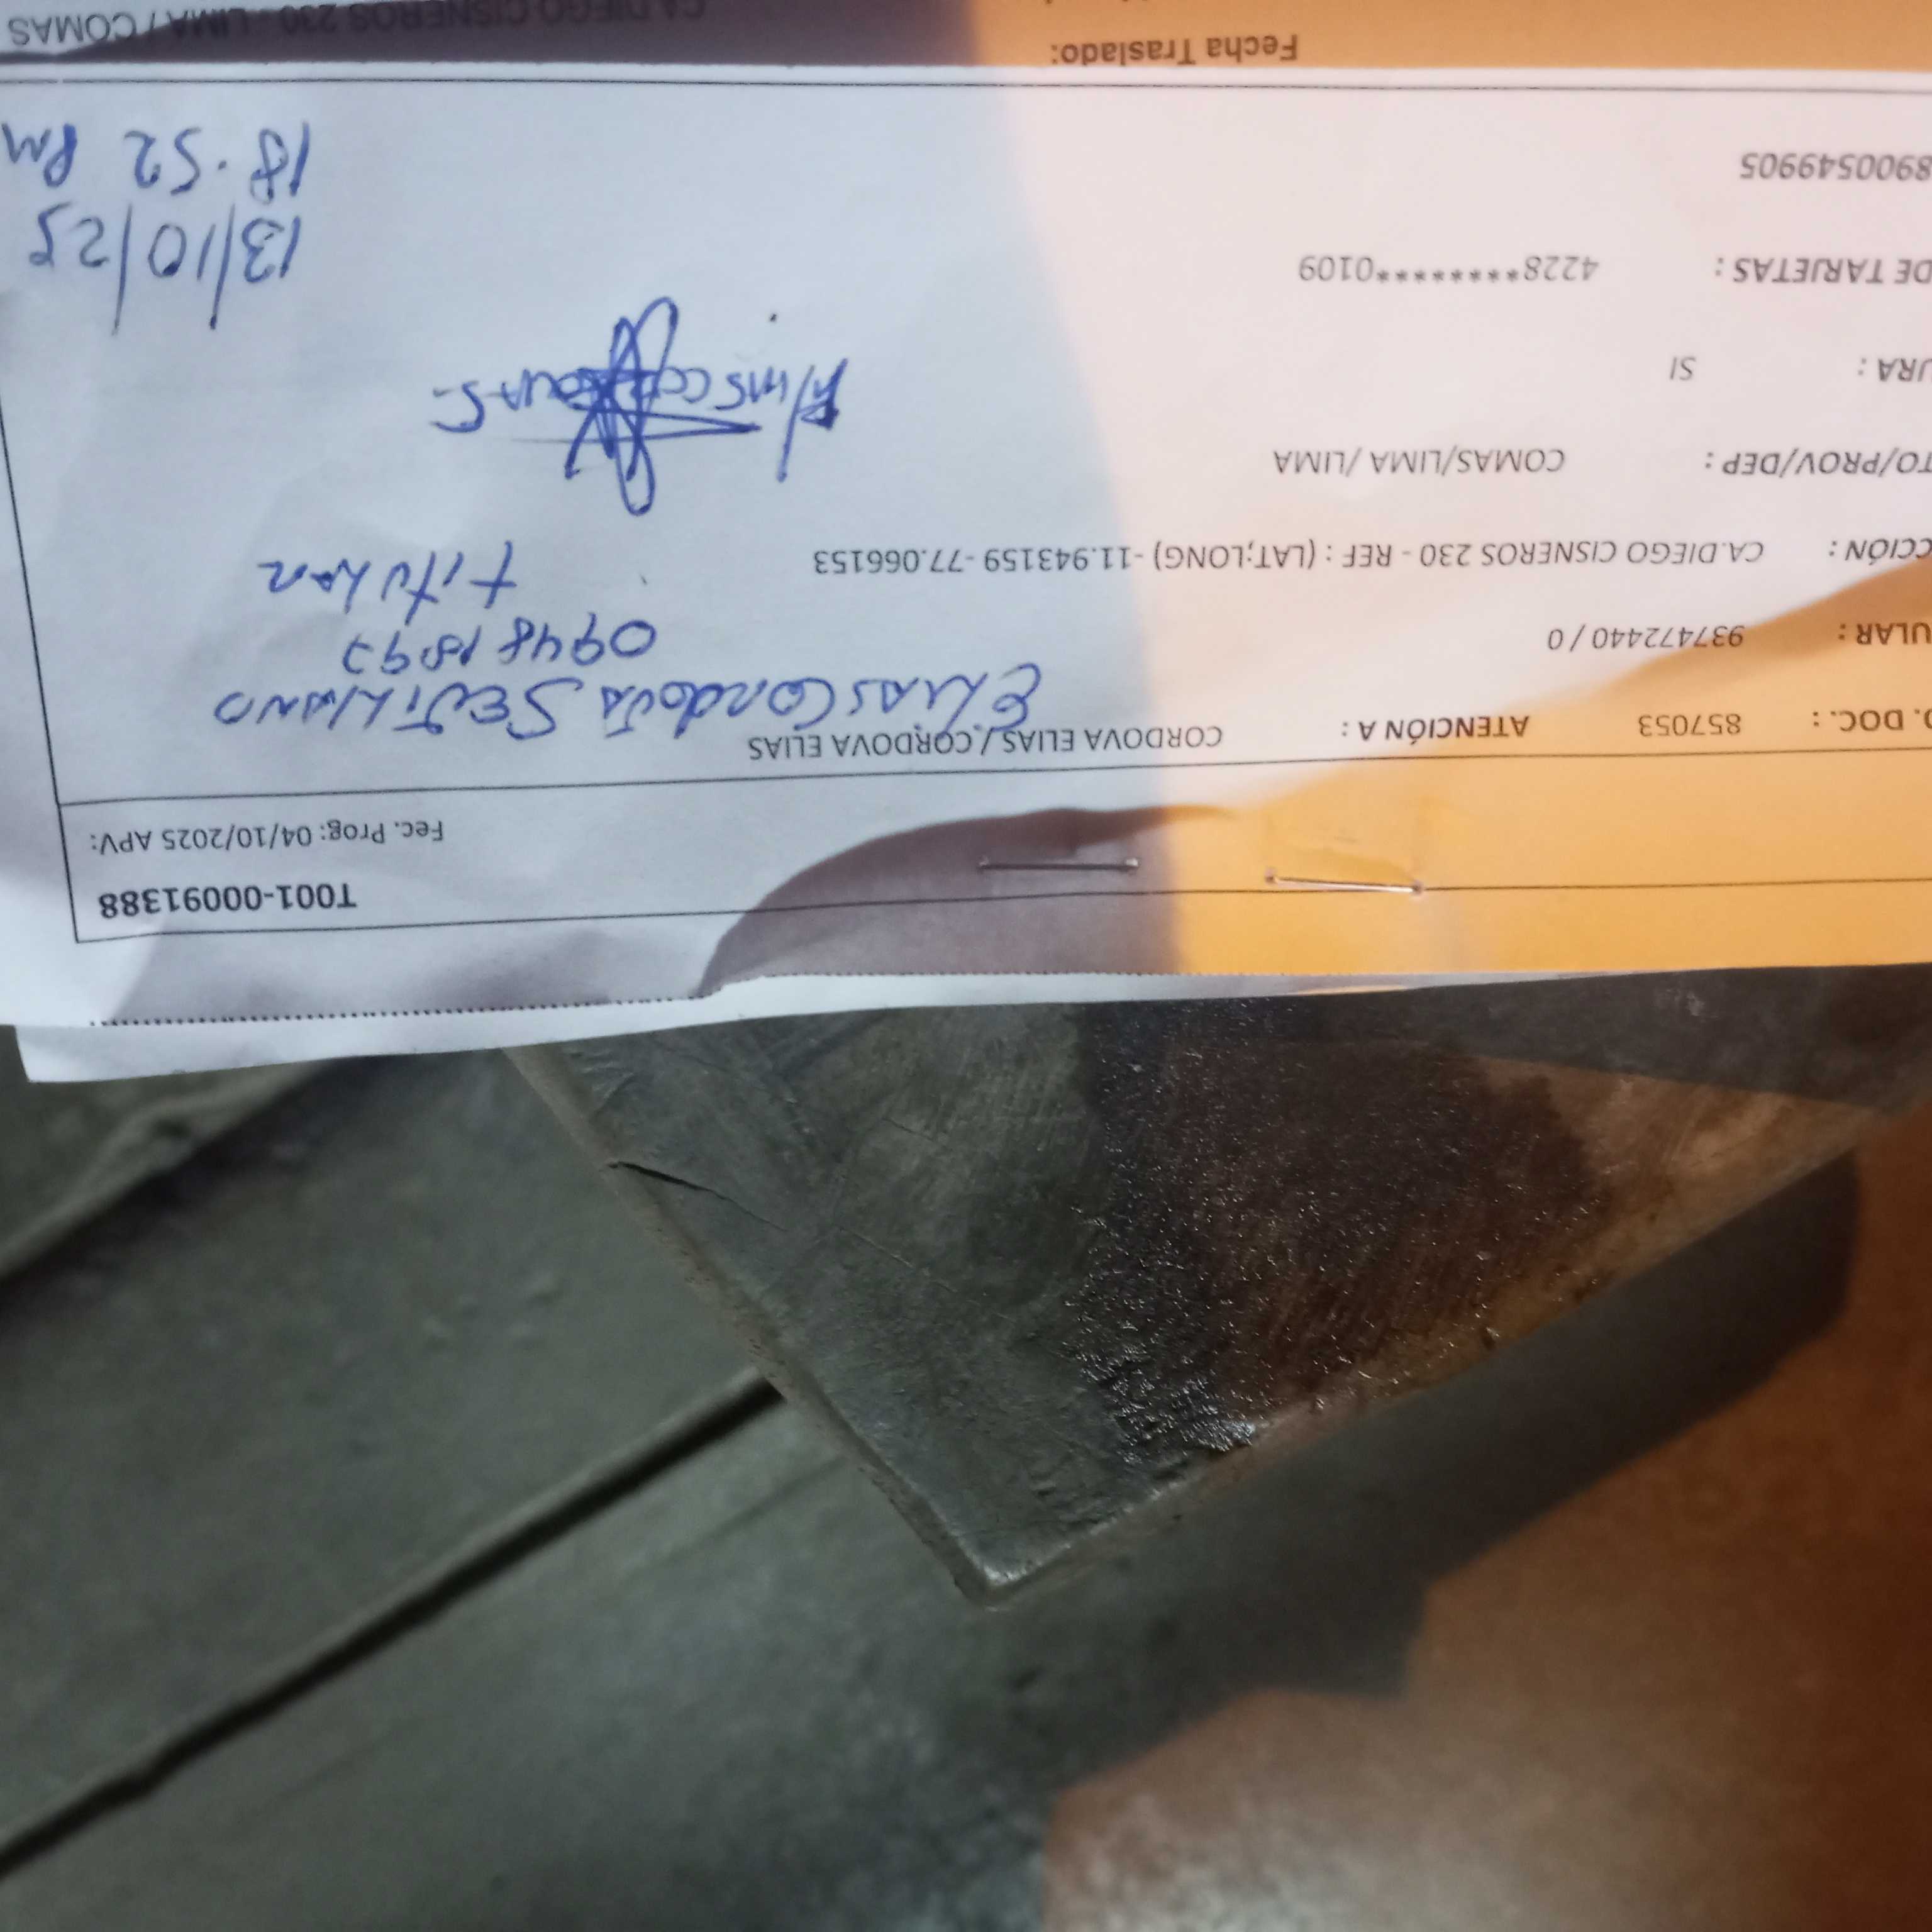 T001-00091388
Fec. Prog: 04/10/2025 APV:
. DOC. : 857053 ATENCIÓN A : CORDOVA ELIAS / CORDOVA ELIAS
Elias Cordova
ULAR : 937472440 / 0
CCIÓN : CA.DIEGO CISNEROS 230 - REF : (LAT;LONG) -11.943159 -77.066153
titular
TO/PROV/DEP : COMAS/LIMA /LIMA
URA : SI
DE TARJETAS : 4228*********0109
13/10/25
8900549905
18.52 Pm
Fecha Traslado:
CA.DIEGO CISNEROS 230 - LIMA / COMAS